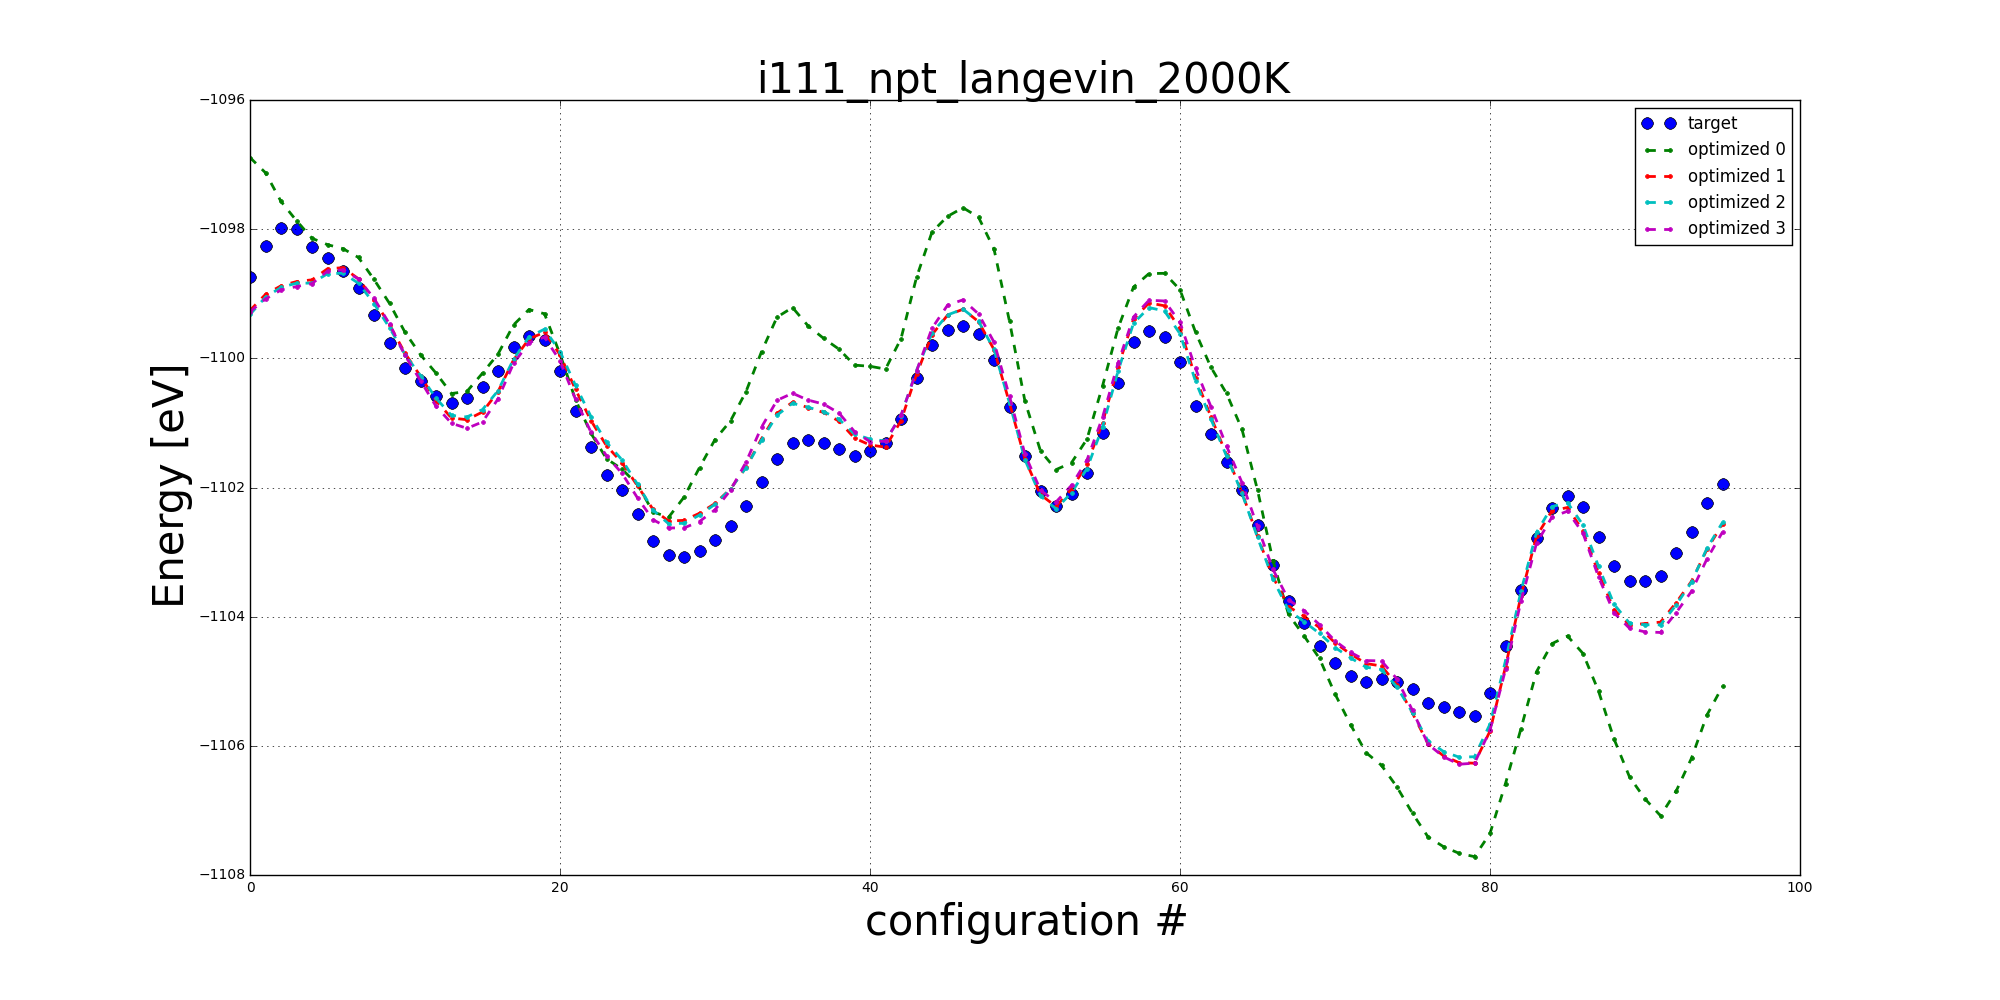 i111_npt_langevin_2000K
−1096
−1098
−1100
−1102
−1104
−1106
−1108
Energy [eV]
target
optimized 0
optimized 1
optimized 2
optimized 3
0 20 40 60 80 100
configuration #